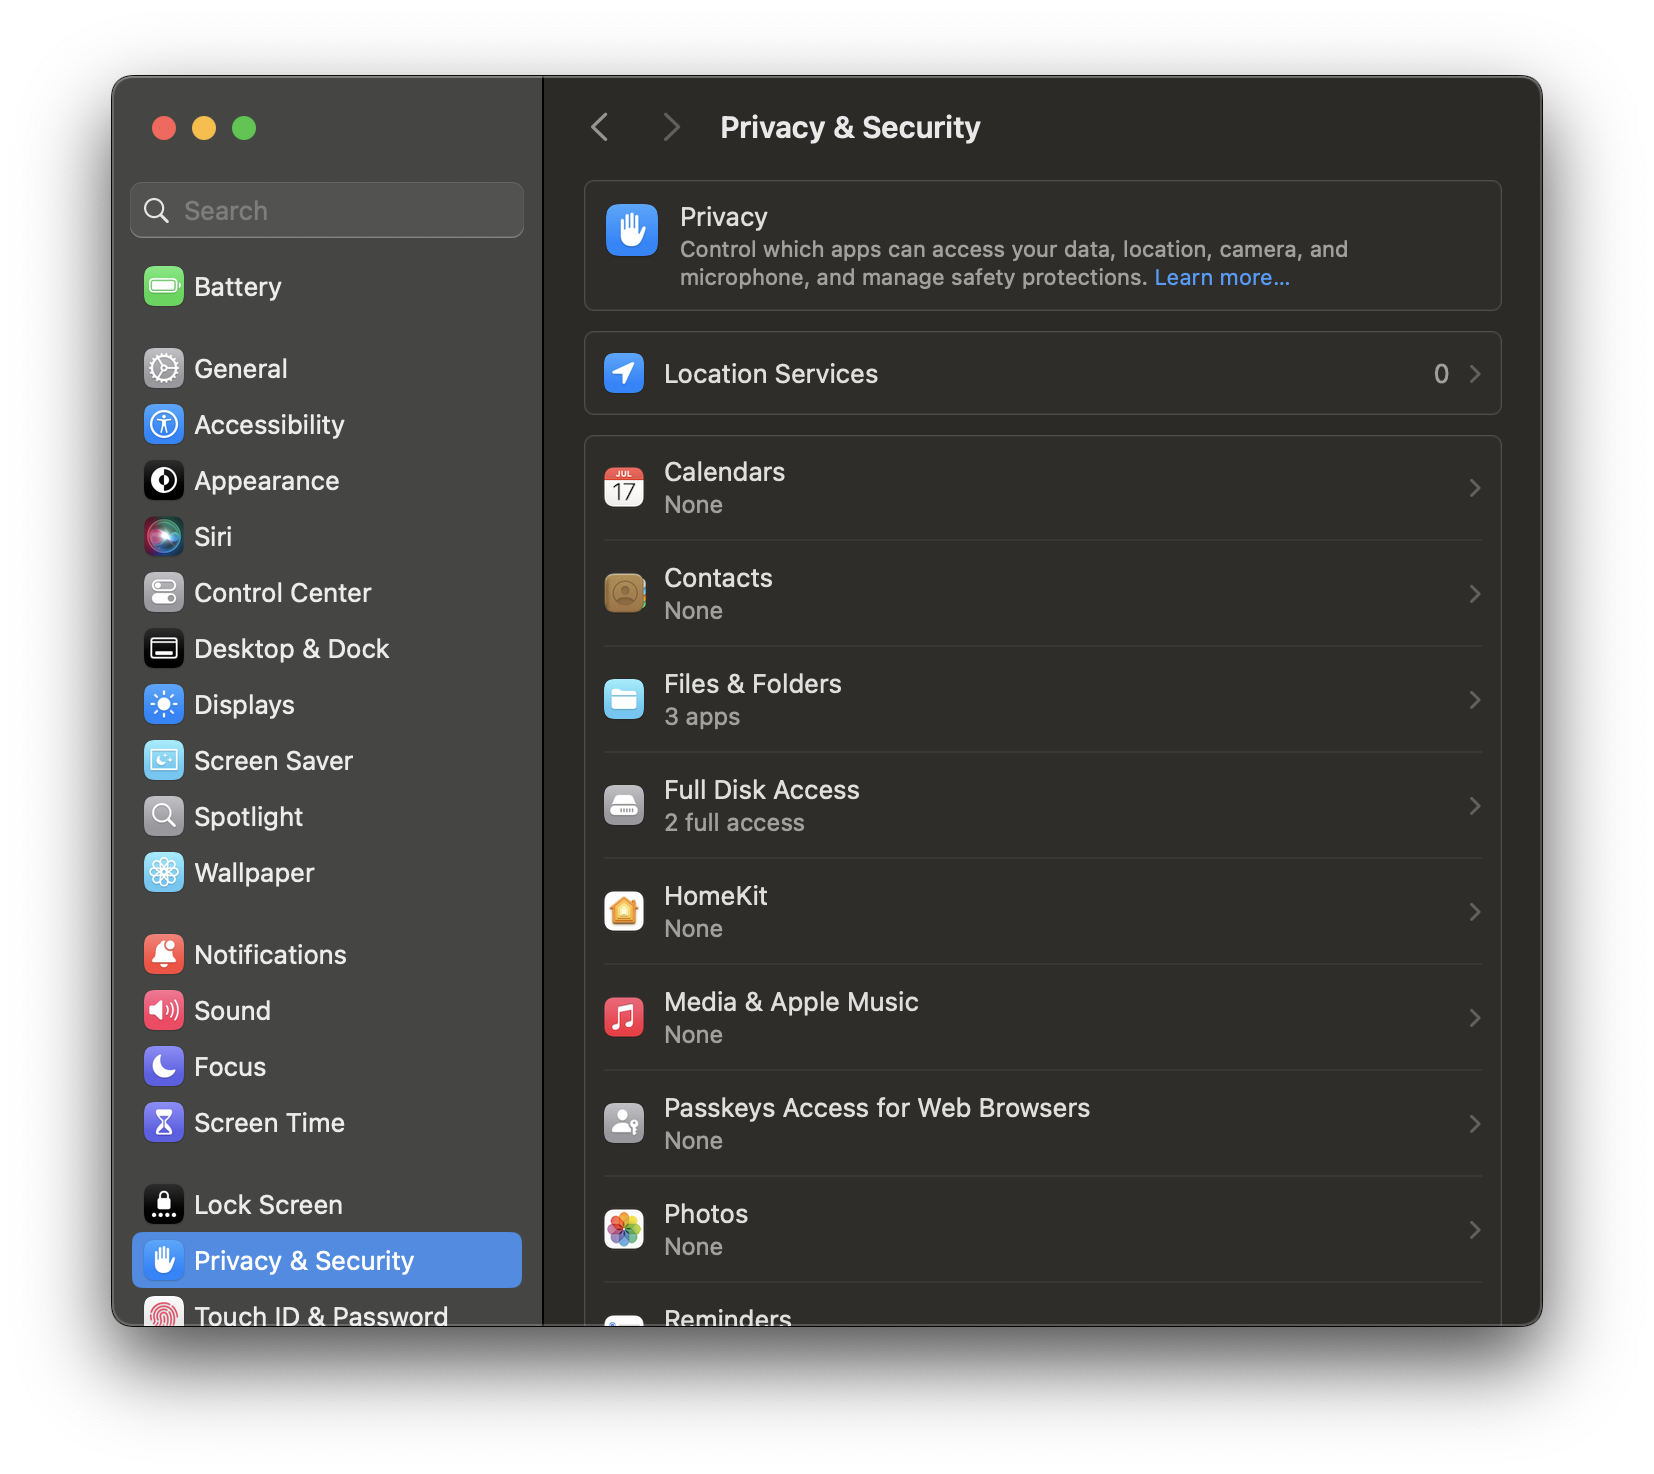 Search
Battery
General
Accessibility
Appearance
Siri
Control Center
Desktop & Dock
Displays
Screen Saver
Spotlight
Wallpaper
Notifications
Sound
Focus
Screen Time
Lock Screen
Privacy & Security
Touch ID & Password
Privacy & Security
Privacy
Control which apps can access your data, location, camera, and
microphone, and manage safety protections. Learn more...
Location Services 0
JUL
17
Calendars
None
Contacts
None
Files & Folders
3 apps
Full Disk Access
2 full access
HomeKit
None
Media & Apple Music
None
Passkeys Access for Web Browsers
None
Photos
None
Reminders